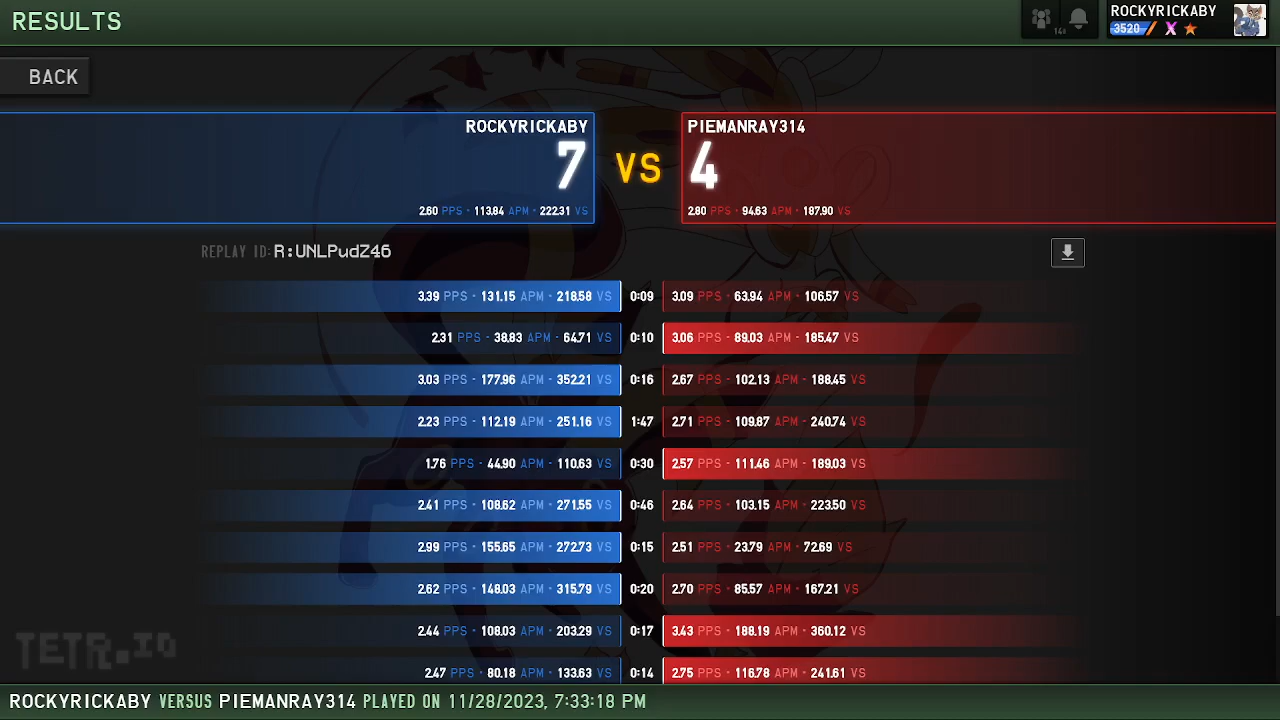 RESULTS
14k
ROCKYRICKABY
3520 X
BACK
ROCKYRICKABY
7
2.60 PPS - 113.84 APM - 222.31 VS
VS
PIEMANRAY314
4
2.80 PPS - 94.63 APM - 187.90 VS
REPLAY ID: R:UNLPudZ46
3.39 PPS - 131.15 APM - 218.58 VS 0:09 3.09 PPS - 63.94 APM - 106.57 VS
2.31 PPS - 38.83 APM - 64.71 VS 0:10 3.06 PPS - 89.03 APM - 185.47 VS
3.03 PPS - 177.96 APM - 352.21 VS 0:16 2.67 PPS - 102.13 APM - 188.45 VS
2.23 PPS - 112.19 APM - 251.16 VS 1:47 2.71 PPS - 109.87 APM - 240.74 VS
1.76 PPS - 44.90 APM - 110.63 VS 0:30 2.57 PPS - 111.46 APM - 189.03 VS
2.41 PPS - 108.62 APM - 271.55 VS 0:46 2.64 PPS - 103.15 APM - 223.50 VS
2.99 PPS - 155.65 APM - 272.73 VS 0:15 2.51 PPS - 23.79 APM - 72.69 VS
2.62 PPS - 148.03 APM - 315.79 VS 0:20 2.70 PPS - 85.57 APM - 167.21 VS
2.44 PPS - 108.03 APM - 203.29 VS 0:17 3.43 PPS - 188.19 APM - 360.12 VS
2.47 PPS - 80.18 APM - 133.63 VS 0:14 2.75 PPS - 116.78 APM - 241.61 VS
TETR.IO
ROCKYRICKABY VERSUS PIEMANRAY314 PLAYED ON 11/28/2023, 7:33:18 PM